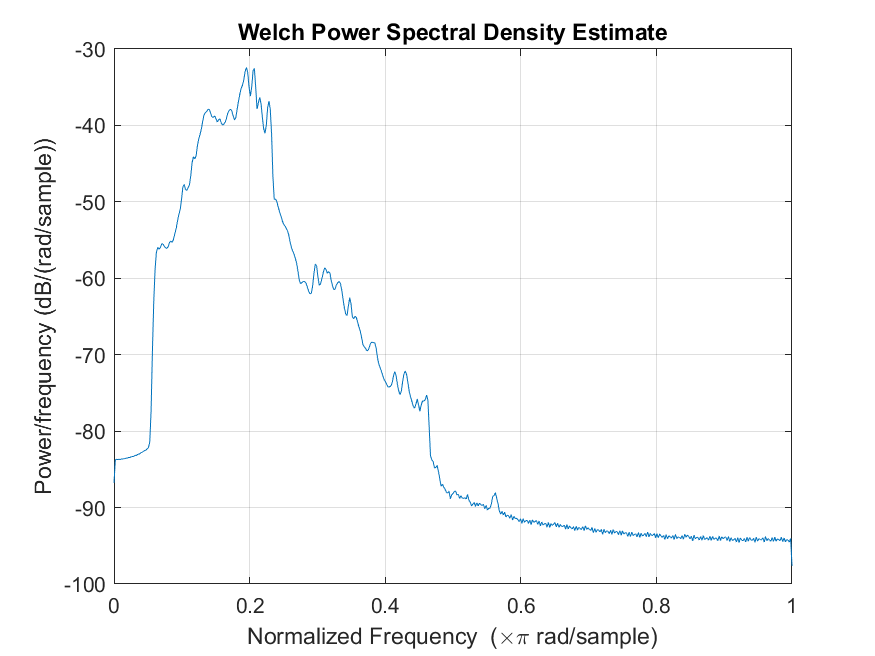 Welch Power Spectral Density Estimate
Power/frequency (dB/(rad/sample))
-30
-40
-50
-60
-70
-80
-90
-100
0 0.2 0.4 0.6 0.8 1
Normalized Frequency (×π rad/sample)